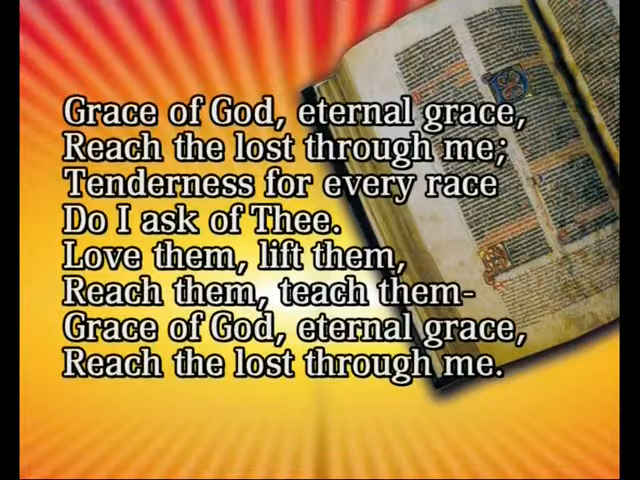 Grace of God, eternal grace,
Reach the lost through me;
Tenderness for every race
Do I ask of Thee.
Love them, lift them,
Reach them, teach them-
Grace of God, eternal grace,
Reach the lost through me.